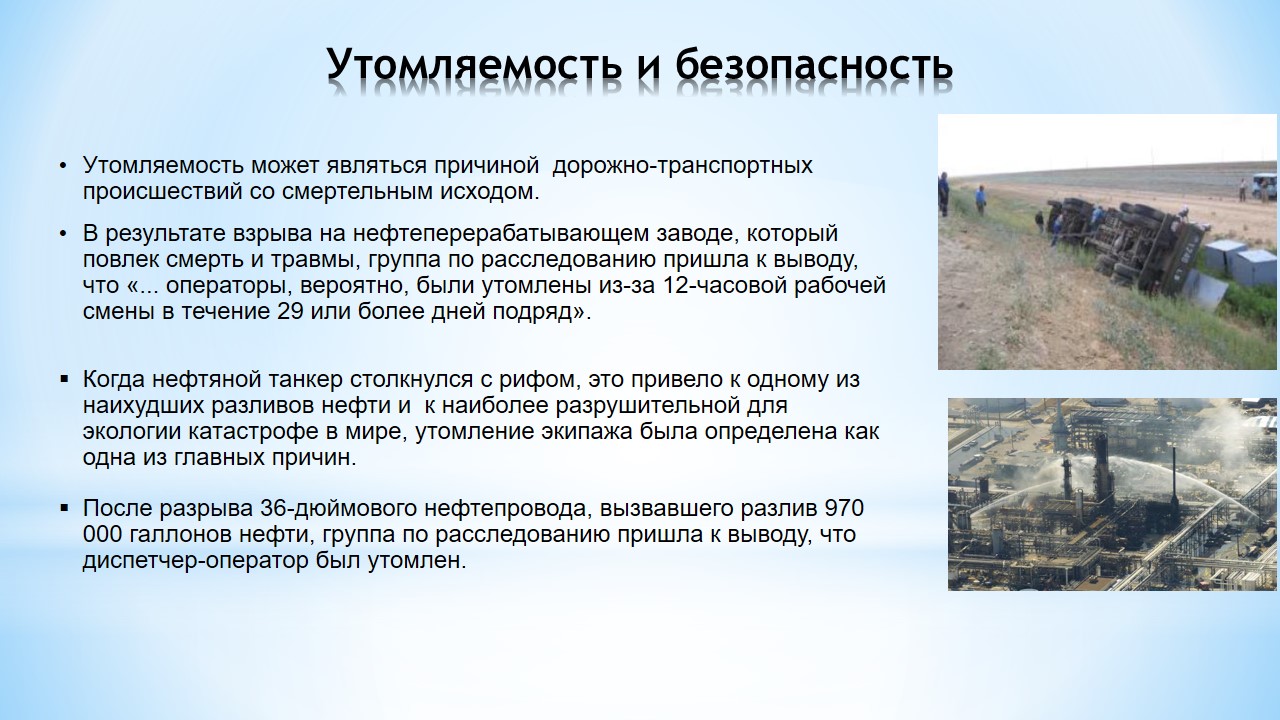 Утомляемость и безопасность
• Утомляемость может являться причиной  дорожно-транспортных
происшествий со смертельным исходом.
• В результате взрыва на нефтеперерабатывающем заводе, который
повлек смерть и травмы, группа по расследованию пришла к выводу,
что «... операторы, вероятно, были утомлены из-за 12-часовой рабочей
смены в течение 29 или более дней подряд».
▪ Когда нефтяной танкер столкнулся с рифом, это привело к одному из
наихудших разливов нефти и  к наиболее разрушительной для
экологии катастрофе в мире, утомление экипажа была определена как
одна из главных причин.
▪ После разрыва 36-дюймового нефтепровода, вызвавшего разлив 970
000 галлонов нефти, группа по расследованию пришла к выводу, что
диспетчер-оператор был утомлен.